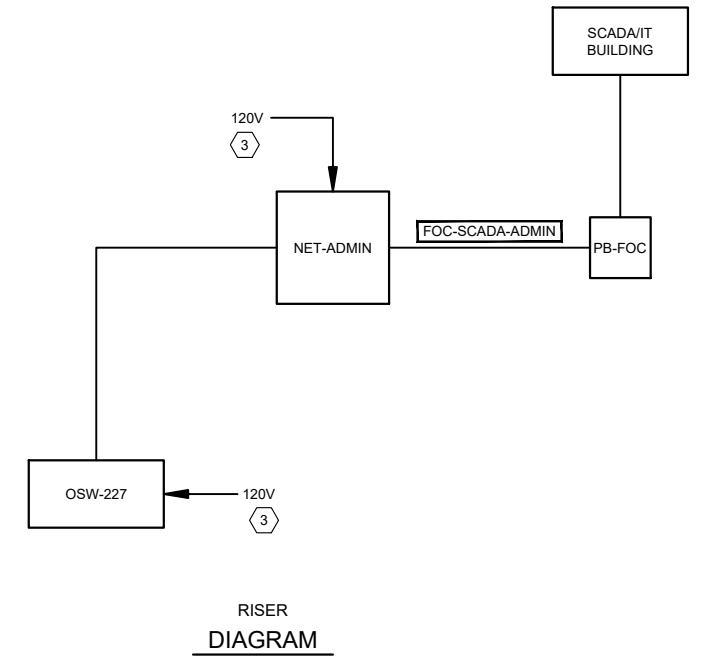 SCADA/IT
BUILDING
120V
3
NET-ADMIN
FOC-SCADA-ADMIN
PB-FOC
OSW-227
120V
3
RISER
DIAGRAM